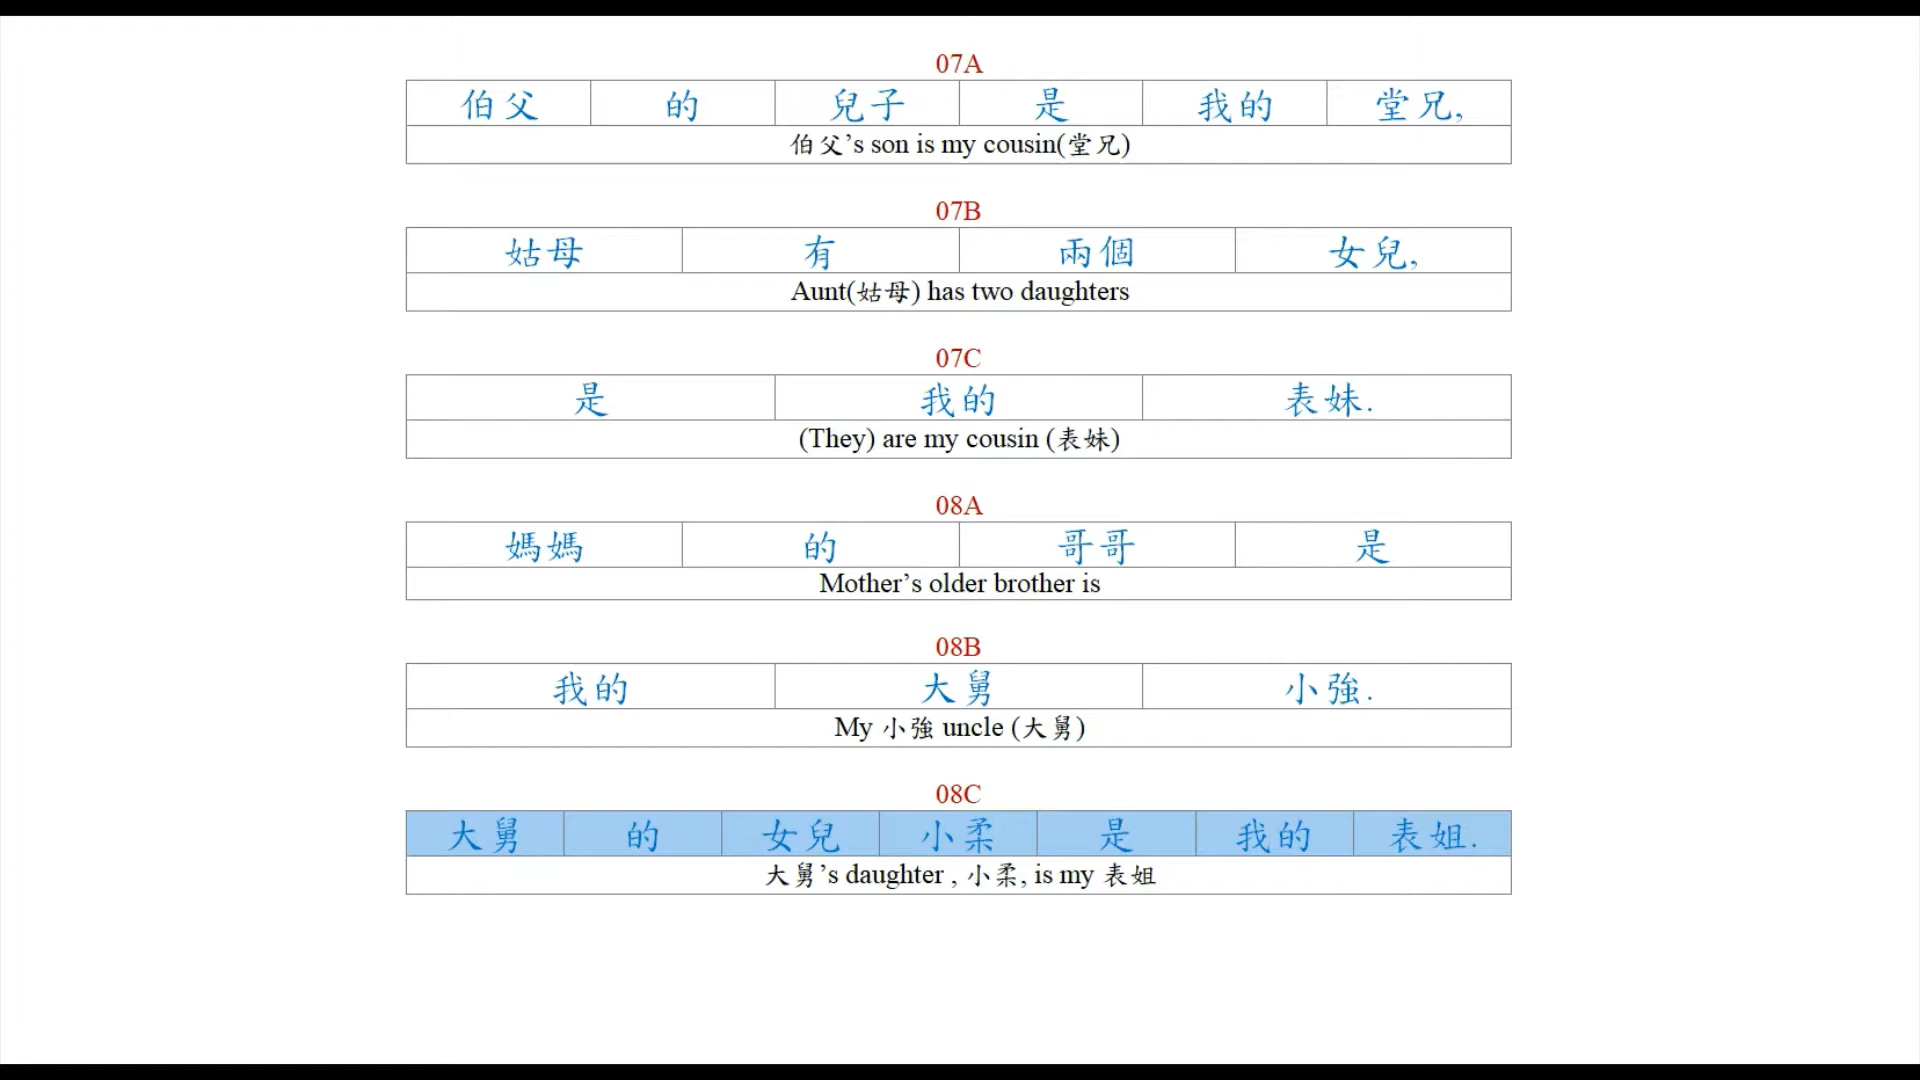 07A
伯父 的 兒子 是 我的 堂兄,
伯父’s son is my cousin(堂兄)
07B
姑母 有 兩個 女兒,
Aunt(姑母) has two daughters
07C
是 我的 表妹.
(They) are my cousin (表妹)
08A
媽媽 的 哥哥 是
Mother’s older brother is
08B
我的 大舅 小強.
My 小強 uncle (大舅)
08C
大舅 的 女兒 小柔 是 我的 表姐.
大舅’s daughter , 小柔, is my 表姐